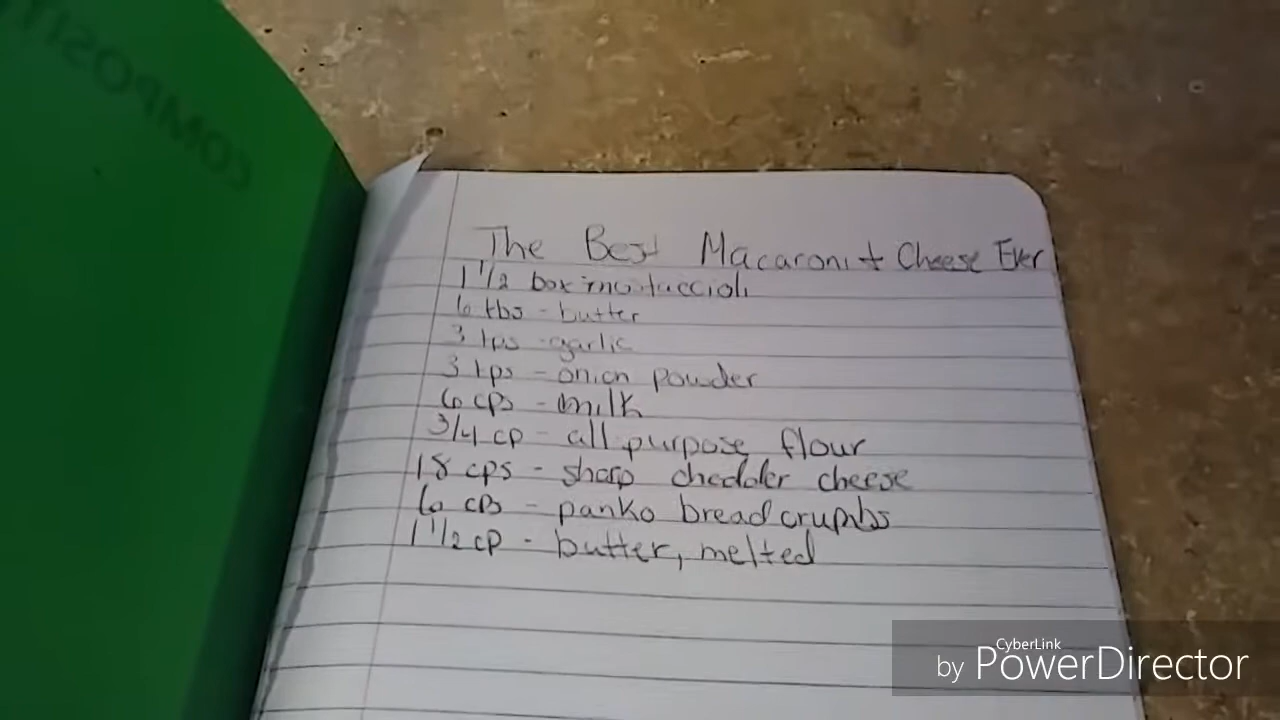 COMPOSIT
The Best Macaroni + Cheese Ever
1 1/2 box mostaccioli
6 tbs - butter
3 tps - garlic
3 tps - onion powder
6 cps - milk
3/4 cp - all purpose flour
18 cps - sharp cheddar cheese
6 cps - panko bread crumbs
1 1/2 cp - butter, melted
CyberLink
by PowerDirector